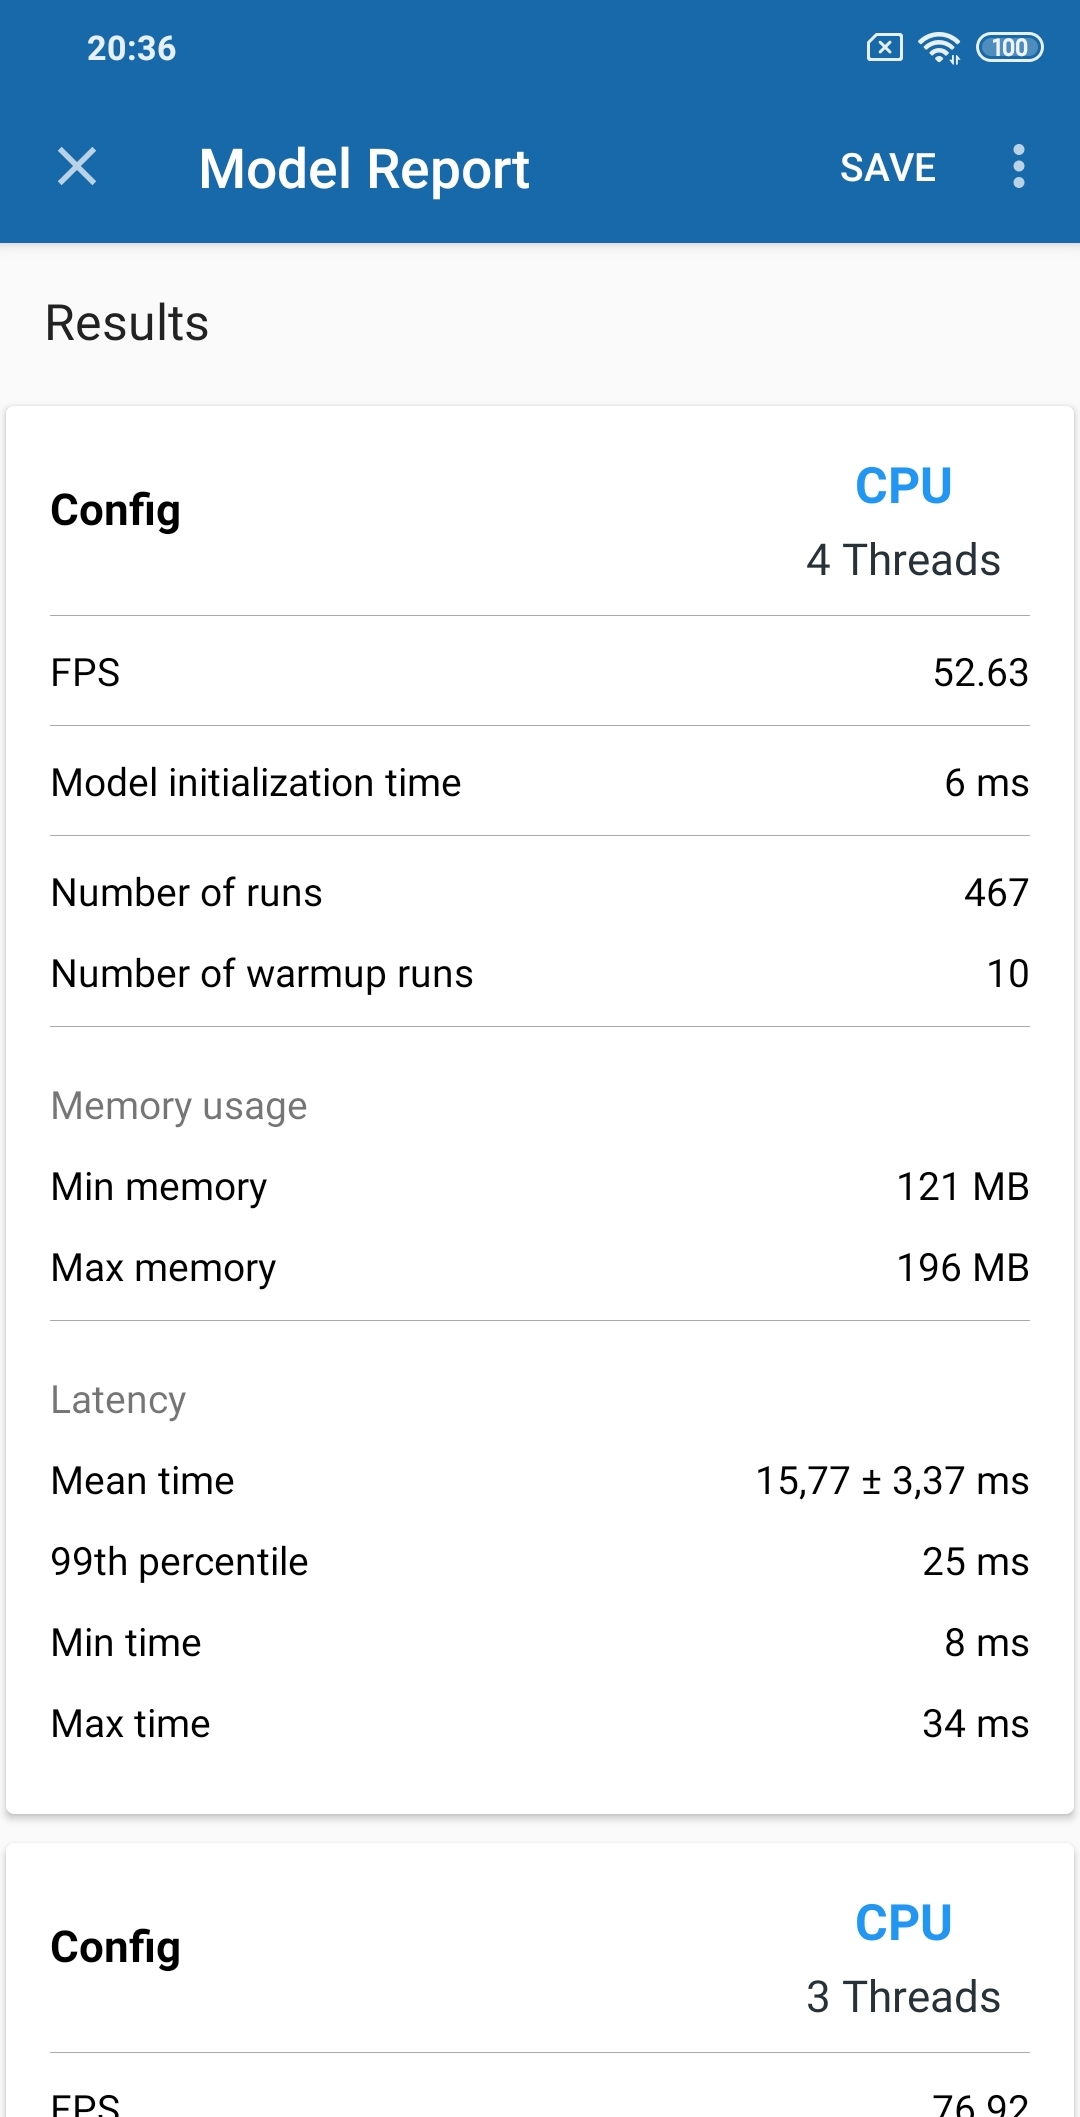 20:36
100
Model Report SAVE
Results
Config CPU
4 Threads
FPS 52.63
Model initialization time 6 ms
Number of runs 467
Number of warmup runs 10
Memory usage
Min memory 121 MB
Max memory 196 MB
Latency
Mean time 15,77 ± 3,37 ms
99th percentile 25 ms
Min time 8 ms
Max time 34 ms
Config CPU
3 Threads
FPS 76.92